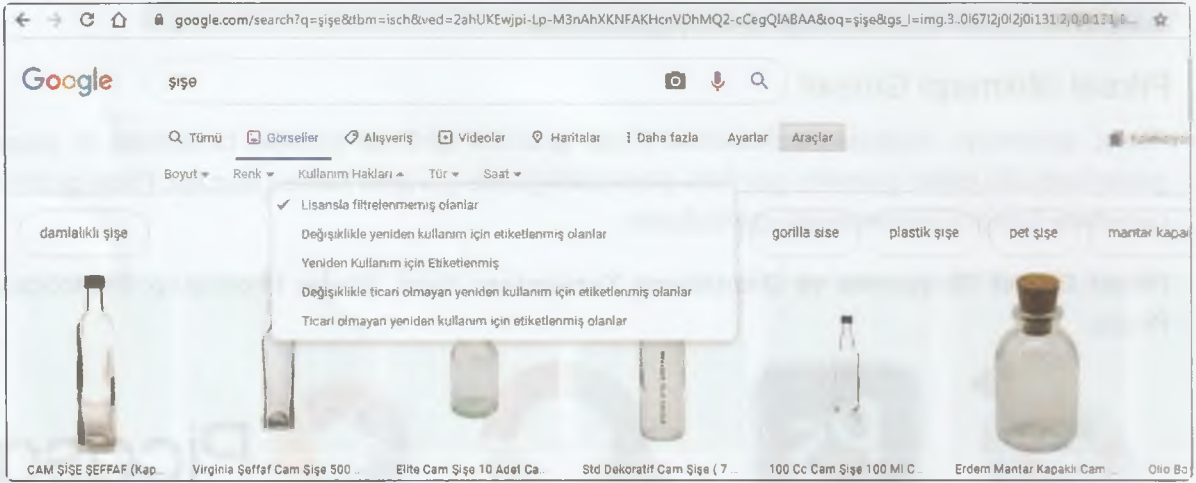 google.com/search?q=şişe&tbm=isch&ved=2ahUKEwjpi-Lp-M3nAhXKNFAKHcnVDhMQ2-cCegQIABAA&oq=şişe&gs_l=img.3..0i67l2j0l2j0i131l2j0
Google şişe
Tümü Görseller Alışveriş Videolar Haritalar Daha fazla Ayarlar Araçlar
Boyut Renk Kullanım Hakları Tür Saat
Lisansla filtrelenmemiş olanlar
Değişiklikle yeniden kullanım için etiketlenmiş olanlar
Yeniden Kullanım için Etiketlenmiş
Değişiklikle ticari olmayan yeniden kullanım için etiketlenmiş olanlar
Ticari olmayan yeniden kullanım için etiketlenmiş olanlar
damlalıklı şişe gorilla sise plastik şişe pet şişe mantar kapa
CAM ŞİŞE ŞEFFAF (Kap... Virginia Şeffaf Cam Şişe 500 ... Elite Cam Şişe 10 Adet Ca... Std Dekoratif Cam Şişe ( 7 ... 100 Cc Cam Şişe 100 Ml C... Erdem Mantar Kapaklı Cam ...